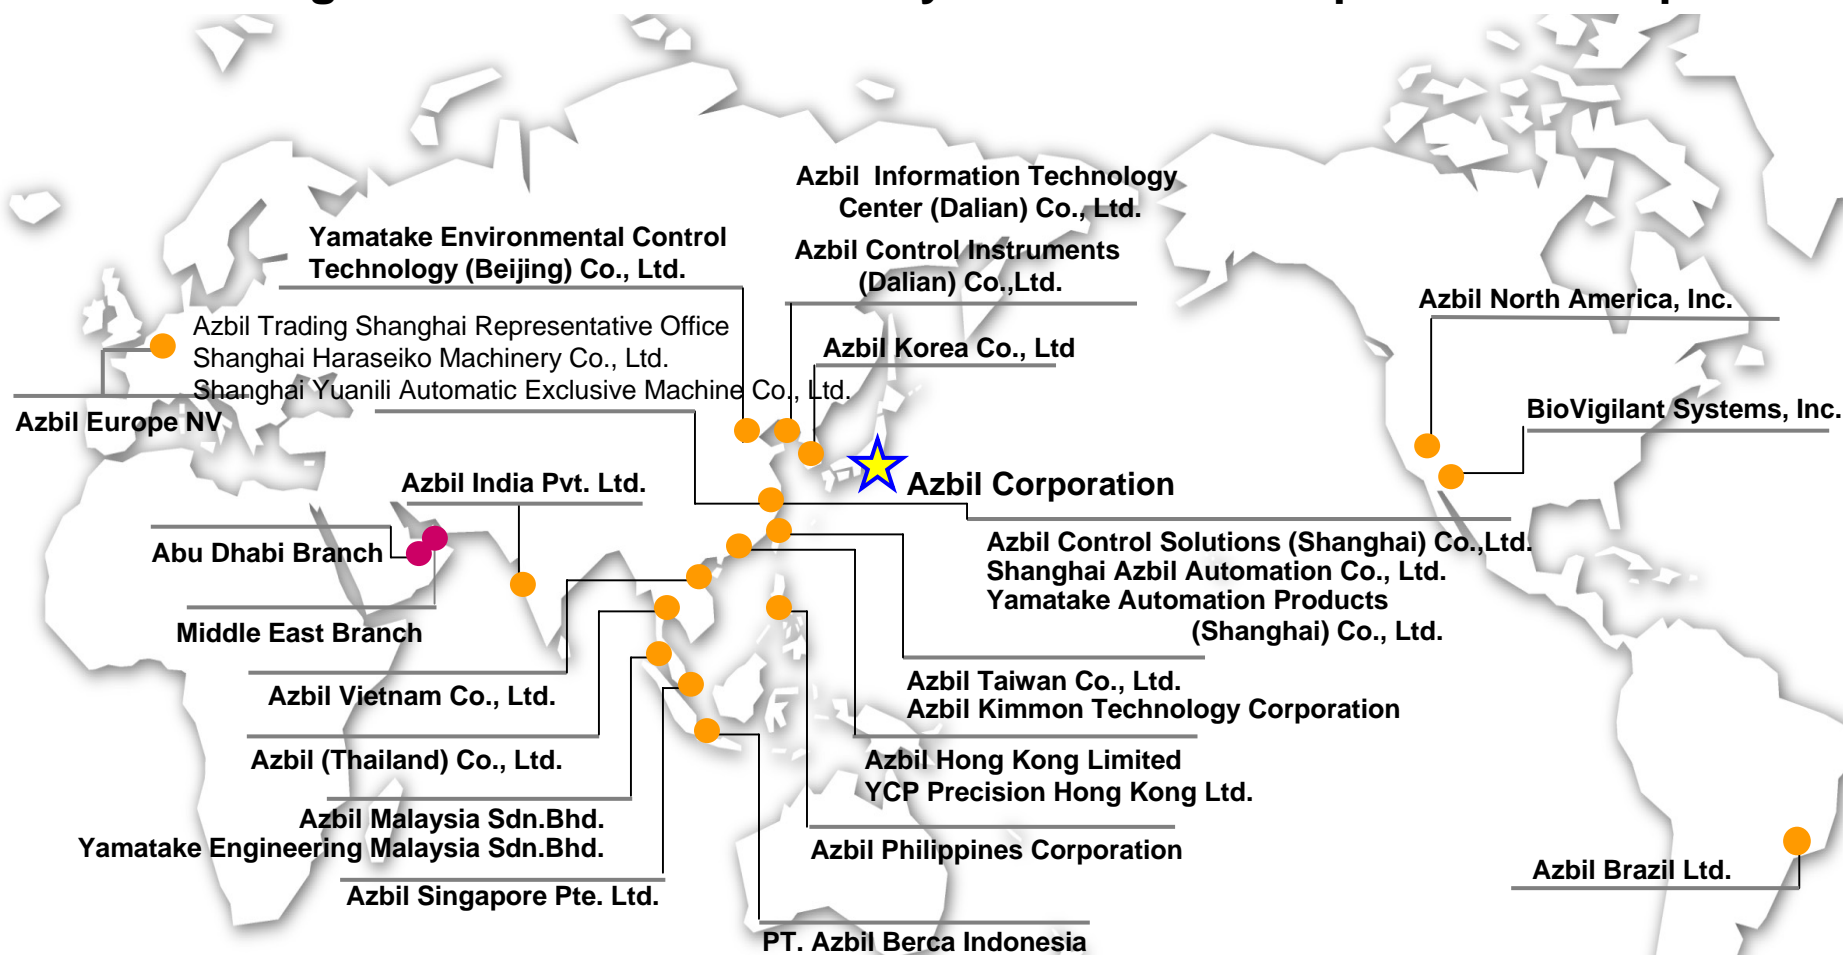 Azbil Information Technology
Center (Dalian) Co., Ltd.
Yamatake Environmental Control
Technology (Beijing) Co., Ltd.
Azbil Control Instruments
(Dalian) Co.,Ltd.
Azbil North America, Inc.
Azbil Trading Shanghai Representative Office
Shanghai Haraseiko Machinery Co., Ltd.
Shanghai Yuanili Automatic Exclusive Machine Co., Ltd.
Azbil Korea Co., Ltd
Azbil Europe NV
BioVigilant Systems, Inc.
Azbil India Pvt. Ltd.
Azbil Corporation
Abu Dhabi Branch
Azbil Control Solutions (Shanghai) Co.,Ltd.
Shanghai Azbil Automation Co., Ltd.
Yamatake Automation Products
(Shanghai) Co., Ltd.
Middle East Branch
Azbil Vietnam Co., Ltd.
Azbil Taiwan Co., Ltd.
Azbil Kimmon Technology Corporation
Azbil (Thailand) Co., Ltd.
Azbil Hong Kong Limited
YCP Precision Hong Kong Ltd.
Azbil Malaysia Sdn.Bhd.
Yamatake Engineering Malaysia Sdn.Bhd.
Azbil Philippines Corporation
Azbil Brazil Ltd.
Azbil Singapore Pte. Ltd.
PT. Azbil Berca Indonesia